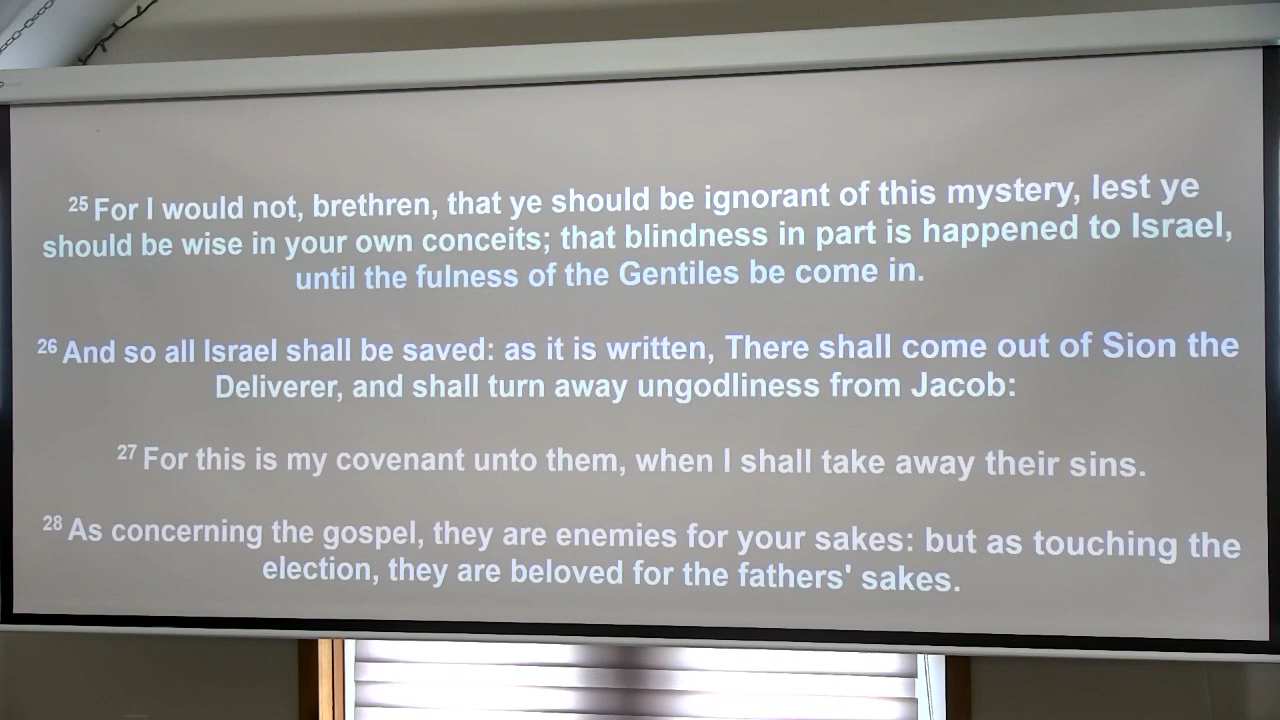 25 For I would not, brethren, that ye should be ignorant of this mystery, lest ye
should be wise in your own conceits; that blindness in part is happened to Israel,
until the fulness of the Gentiles be come in.
26 And so all Israel shall be saved: as it is written, There shall come out of Sion the
Deliverer, and shall turn away ungodliness from Jacob:
27 For this is my covenant unto them, when I shall take away their sins.
28 As concerning the gospel, they are enemies for your sakes: but as touching the
election, they are beloved for the fathers' sakes.